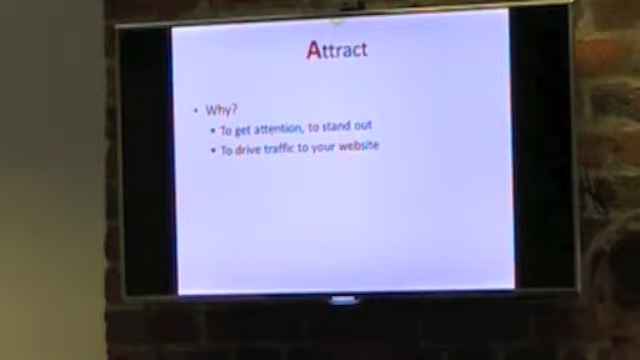 Attract
• Why?
▪ To get attention, to stand out
▪ To drive traffic to your website